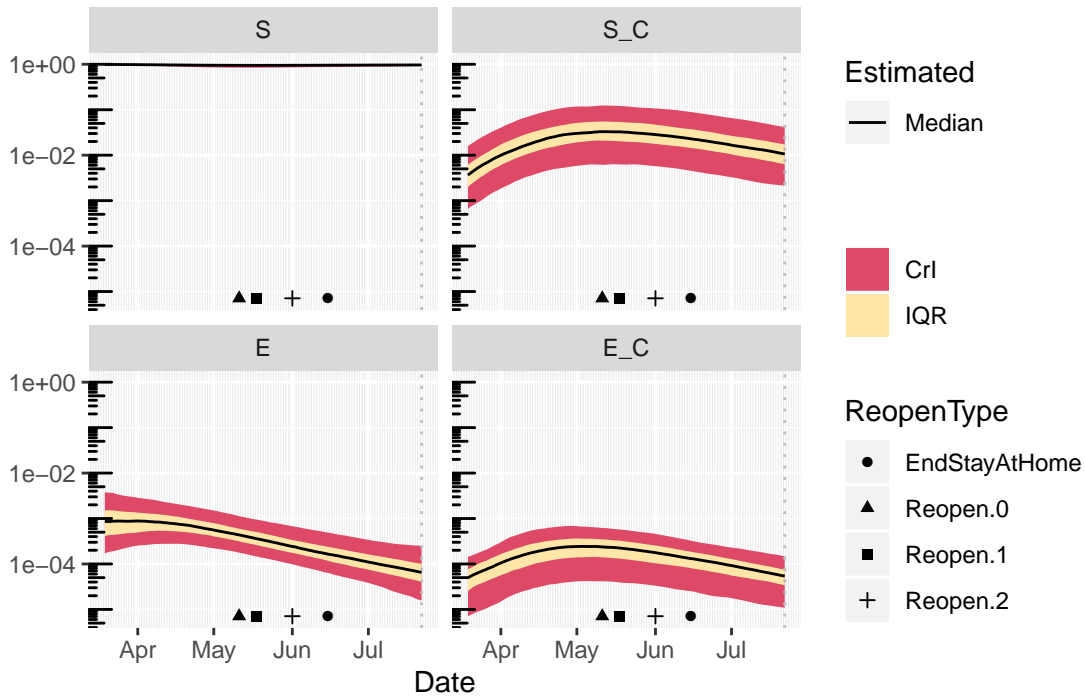 S S_C
1e+00
1e−02
1e−04
E E_C
1e+00
1e−02
1e−04
Apr May Jun Jul Apr May Jun Jul
Date
Estimated
Median
CrI
IQR
ReopenType
EndStayAtHome
Reopen.0
Reopen.1
Reopen.2